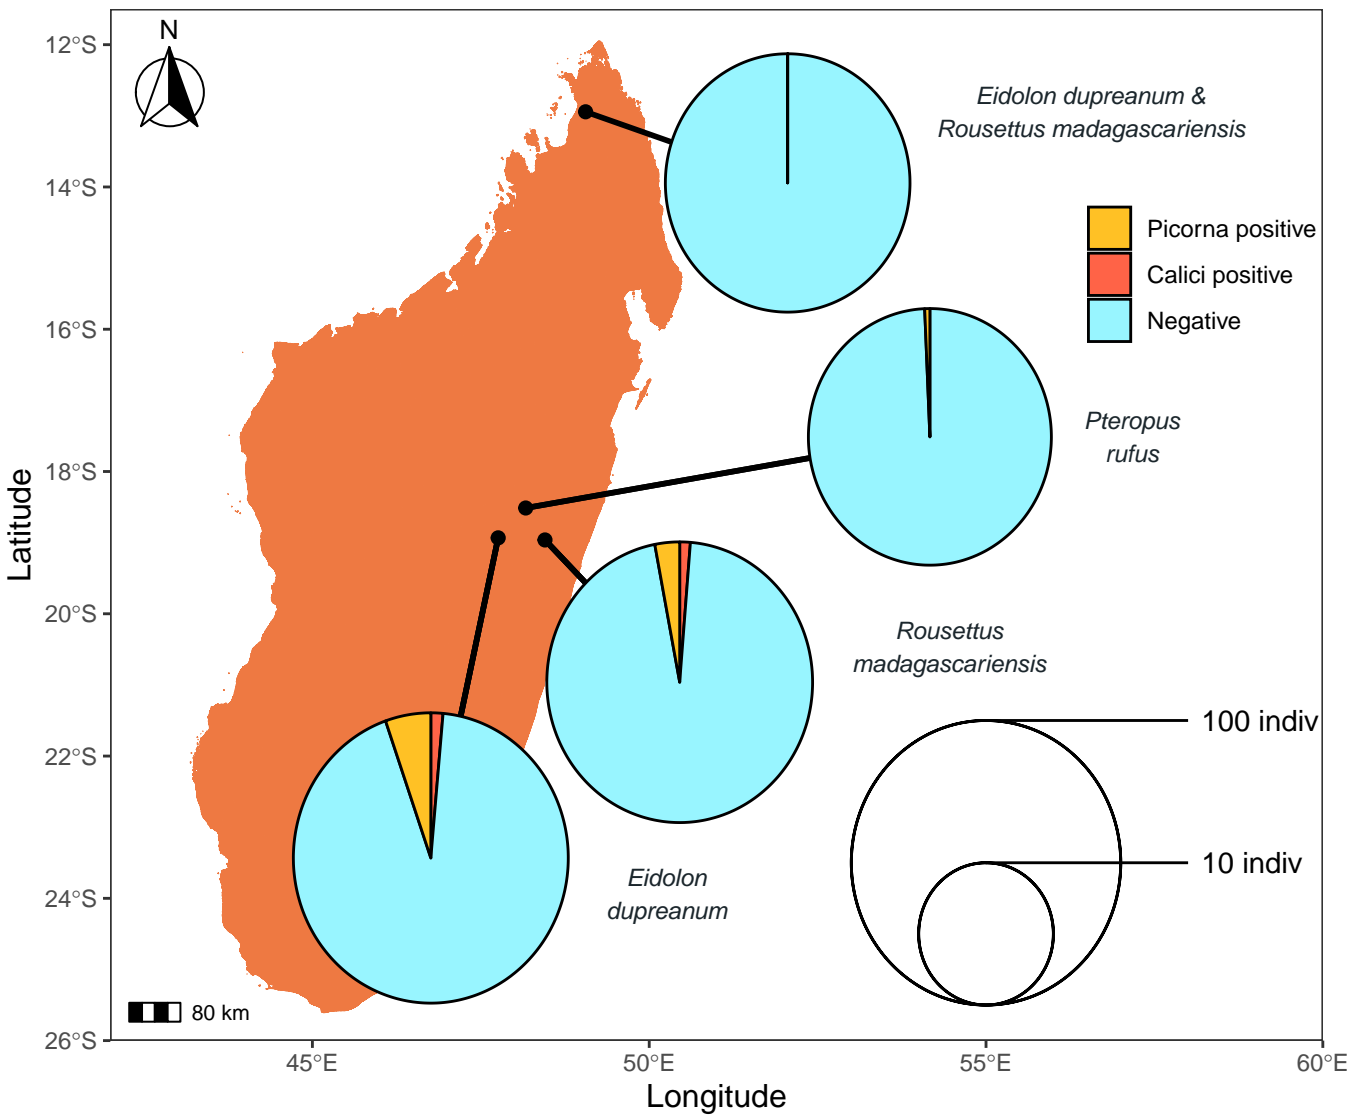 N
12°S
14°S
16°S
18°S
20°S
22°S
24°S
26°S
Latitude
Eidolon dupreanum &
Rousettus madagascariensis
Picorna positive
Calici positive
Negative
Pteropus
rufus
Rousettus
madagascariensis
Eidolon
dupreanum
100 indiv
10 indiv
80 km
45°E
50°E
55°E
60°E
Longitude